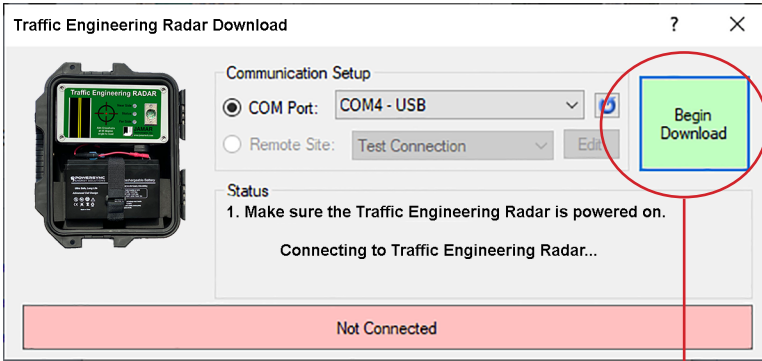 Traffic Engineering Radar Download
?
Traffic Engineering RADAR
JAMAR
POWERSYNC
Communication Setup
COM Port:
COM4 - USB
Remote Site:
Test Connection
Edit
Begin
Download
Status
1. Make sure the Traffic Engineering Radar is powered on.
Connecting to Traffic Engineering Radar...
Not Connected